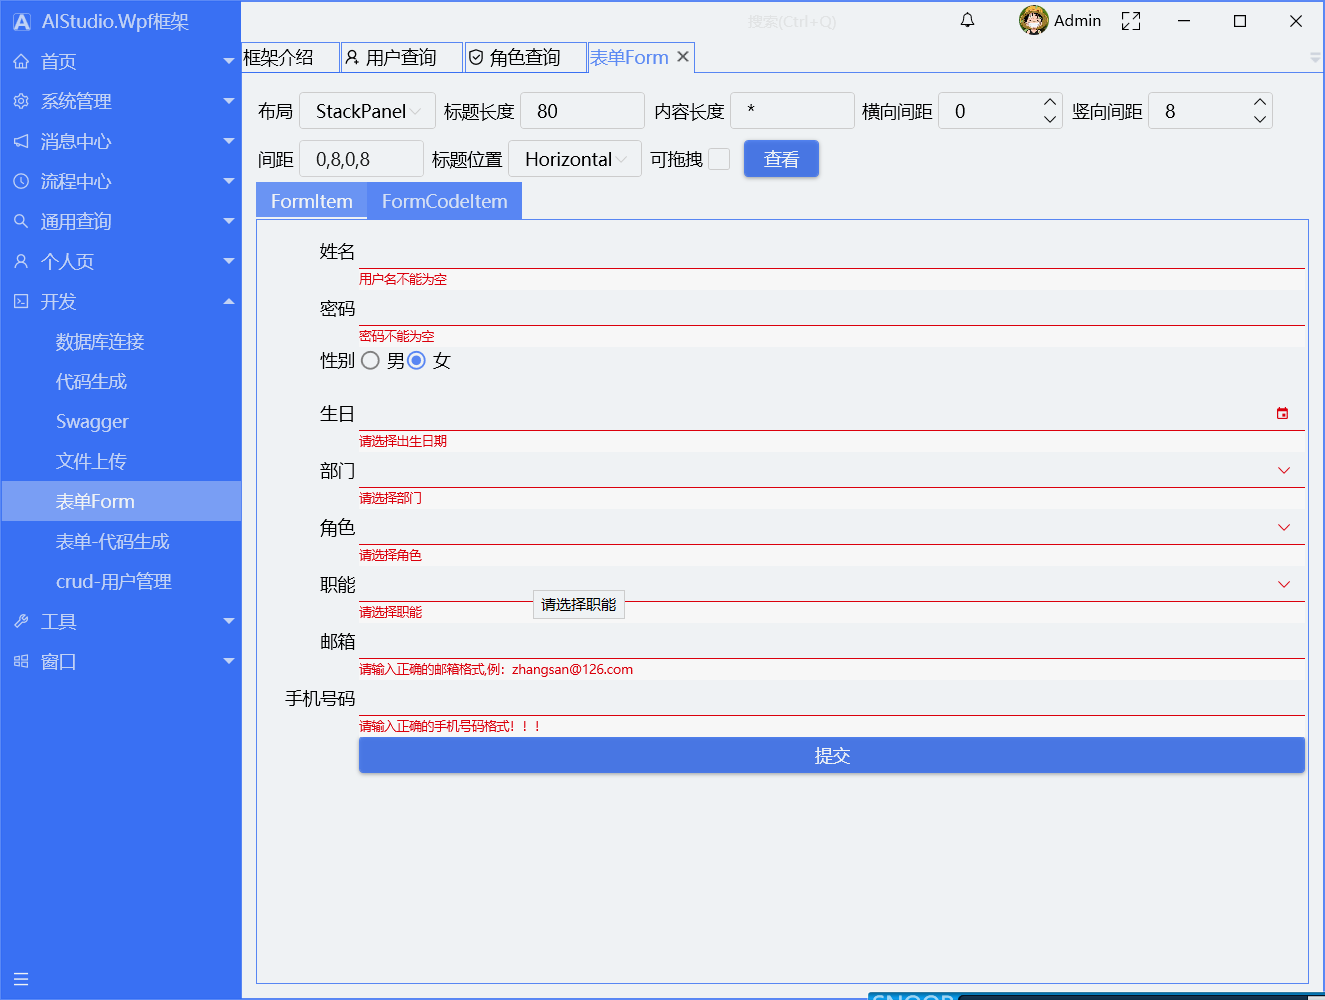 AIStudio.Wpf框架
搜索(Ctrl+Q)
Admin
首页
系统管理
消息中心
流程中心
通用查询
个人页
开发
数据库连接
代码生成
Swagger
文件上传
表单Form
表单-代码生成
crud-用户管理
工具
窗口
框架介绍 用户查询 角色查询 表单Form
布局 StackPanel 标题长度 80 内容长度 * 横向间距 0 竖向间距 8
间距 0,8,0,8 标题位置 Horizontal 可拖拽 查看
FormItem FormCodeItem
姓名
用户名不能为空
密码
密码不能为空
性别 男 女
生日
请选择出生日期
部门
请选择部门
角色
请选择角色
职能
请选择职能
请选择职能
邮箱
请输入正确的邮箱格式,例：zhangsan@126.com
手机号码
请输入正确的手机号码格式！！！
提交
SNOOP